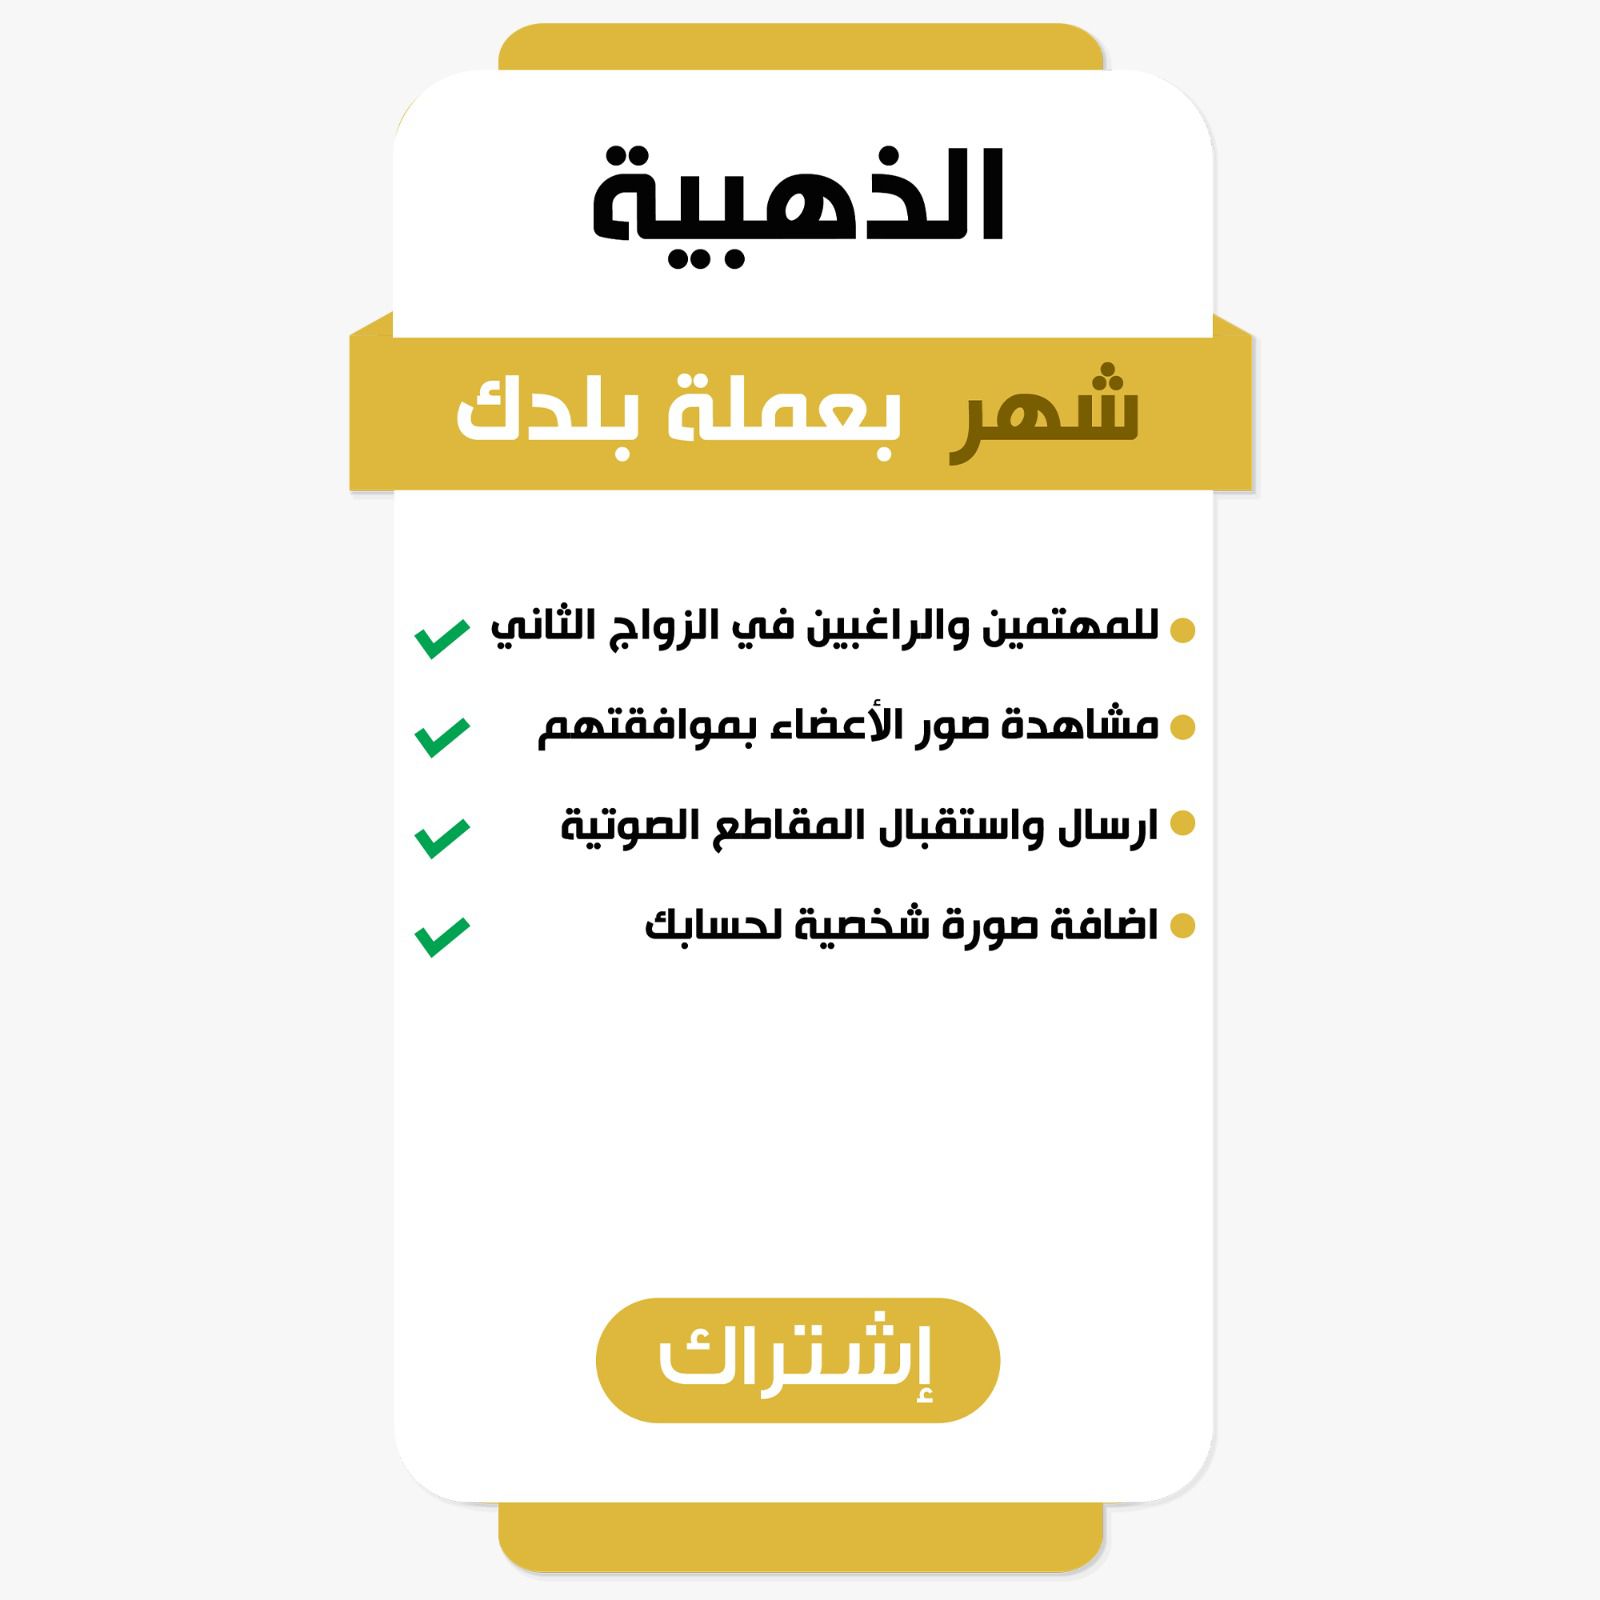 الذهبية
شهر بعملة بلدك
للمهتمين والراغبين في الزواج الثاني
مشاهدة صور الأعضاء بموافقتهم
ارسال واستقبال المقاطع الصوتية
اضافة صورة شخصية لحسابك
إشتراك